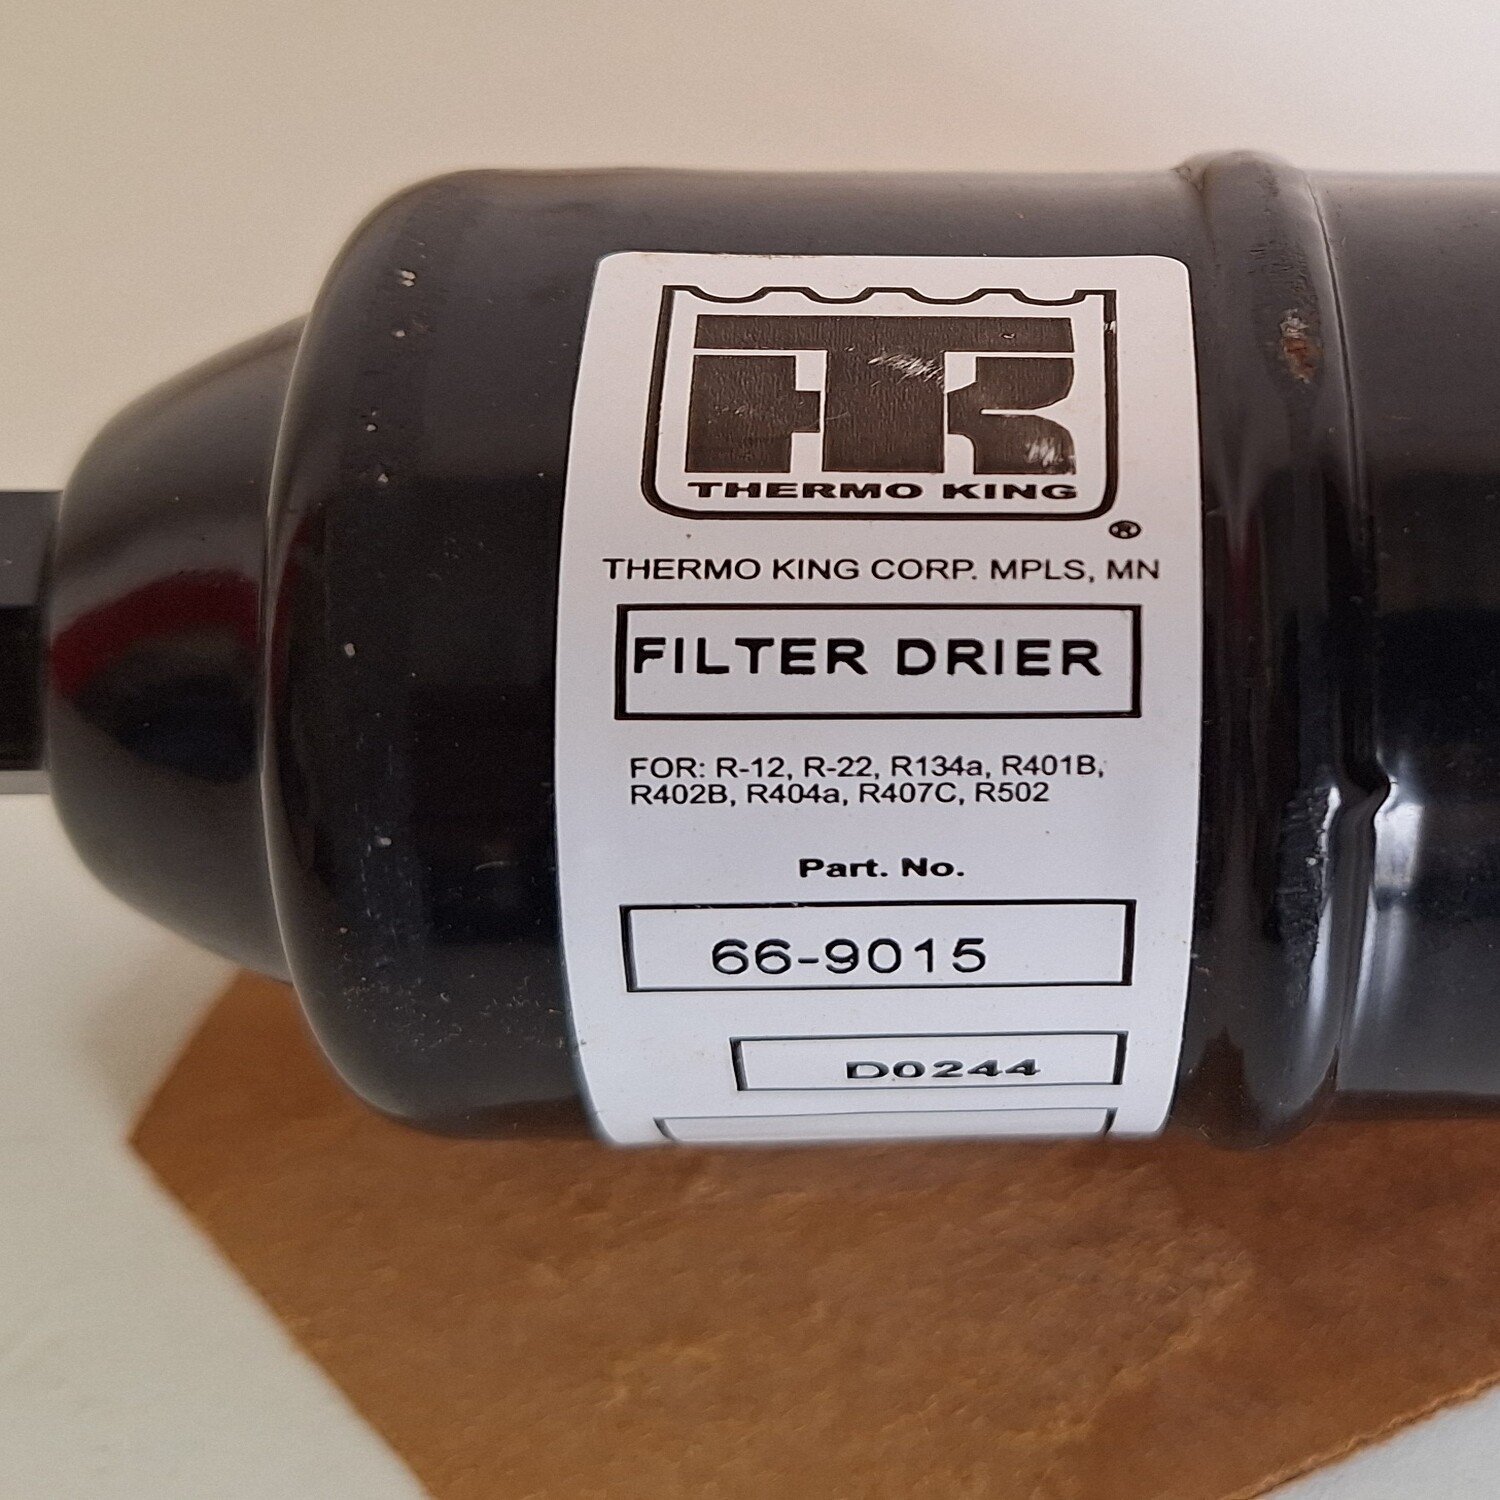 TK
THERMO KING
®
THERMO KING CORP. MPLS, MN
FILTER DRIER
FOR: R-12, R-22, R134a, R401B,
R402B, R404a, R407C, R502
Part. No.
66-9015
D0244